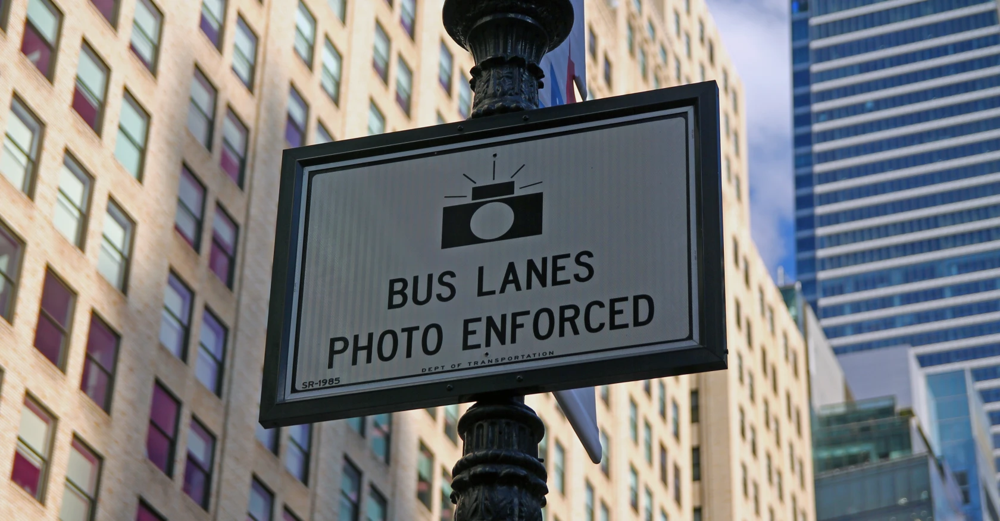 BUS LANES
PHOTO ENFORCED
DEPT OF TRANSPORTATION
SR-1985